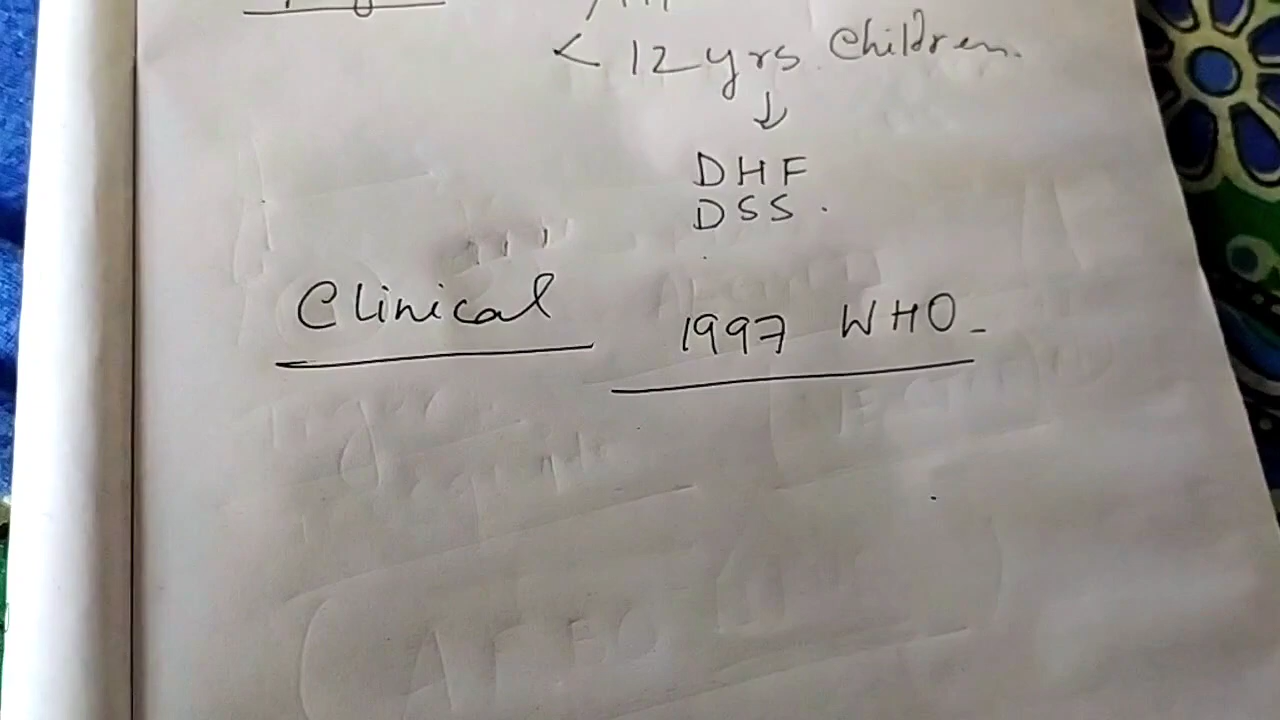 < 12 yrs. Children.
↓
DHF
DSS.
Clinical 1997 WHO-